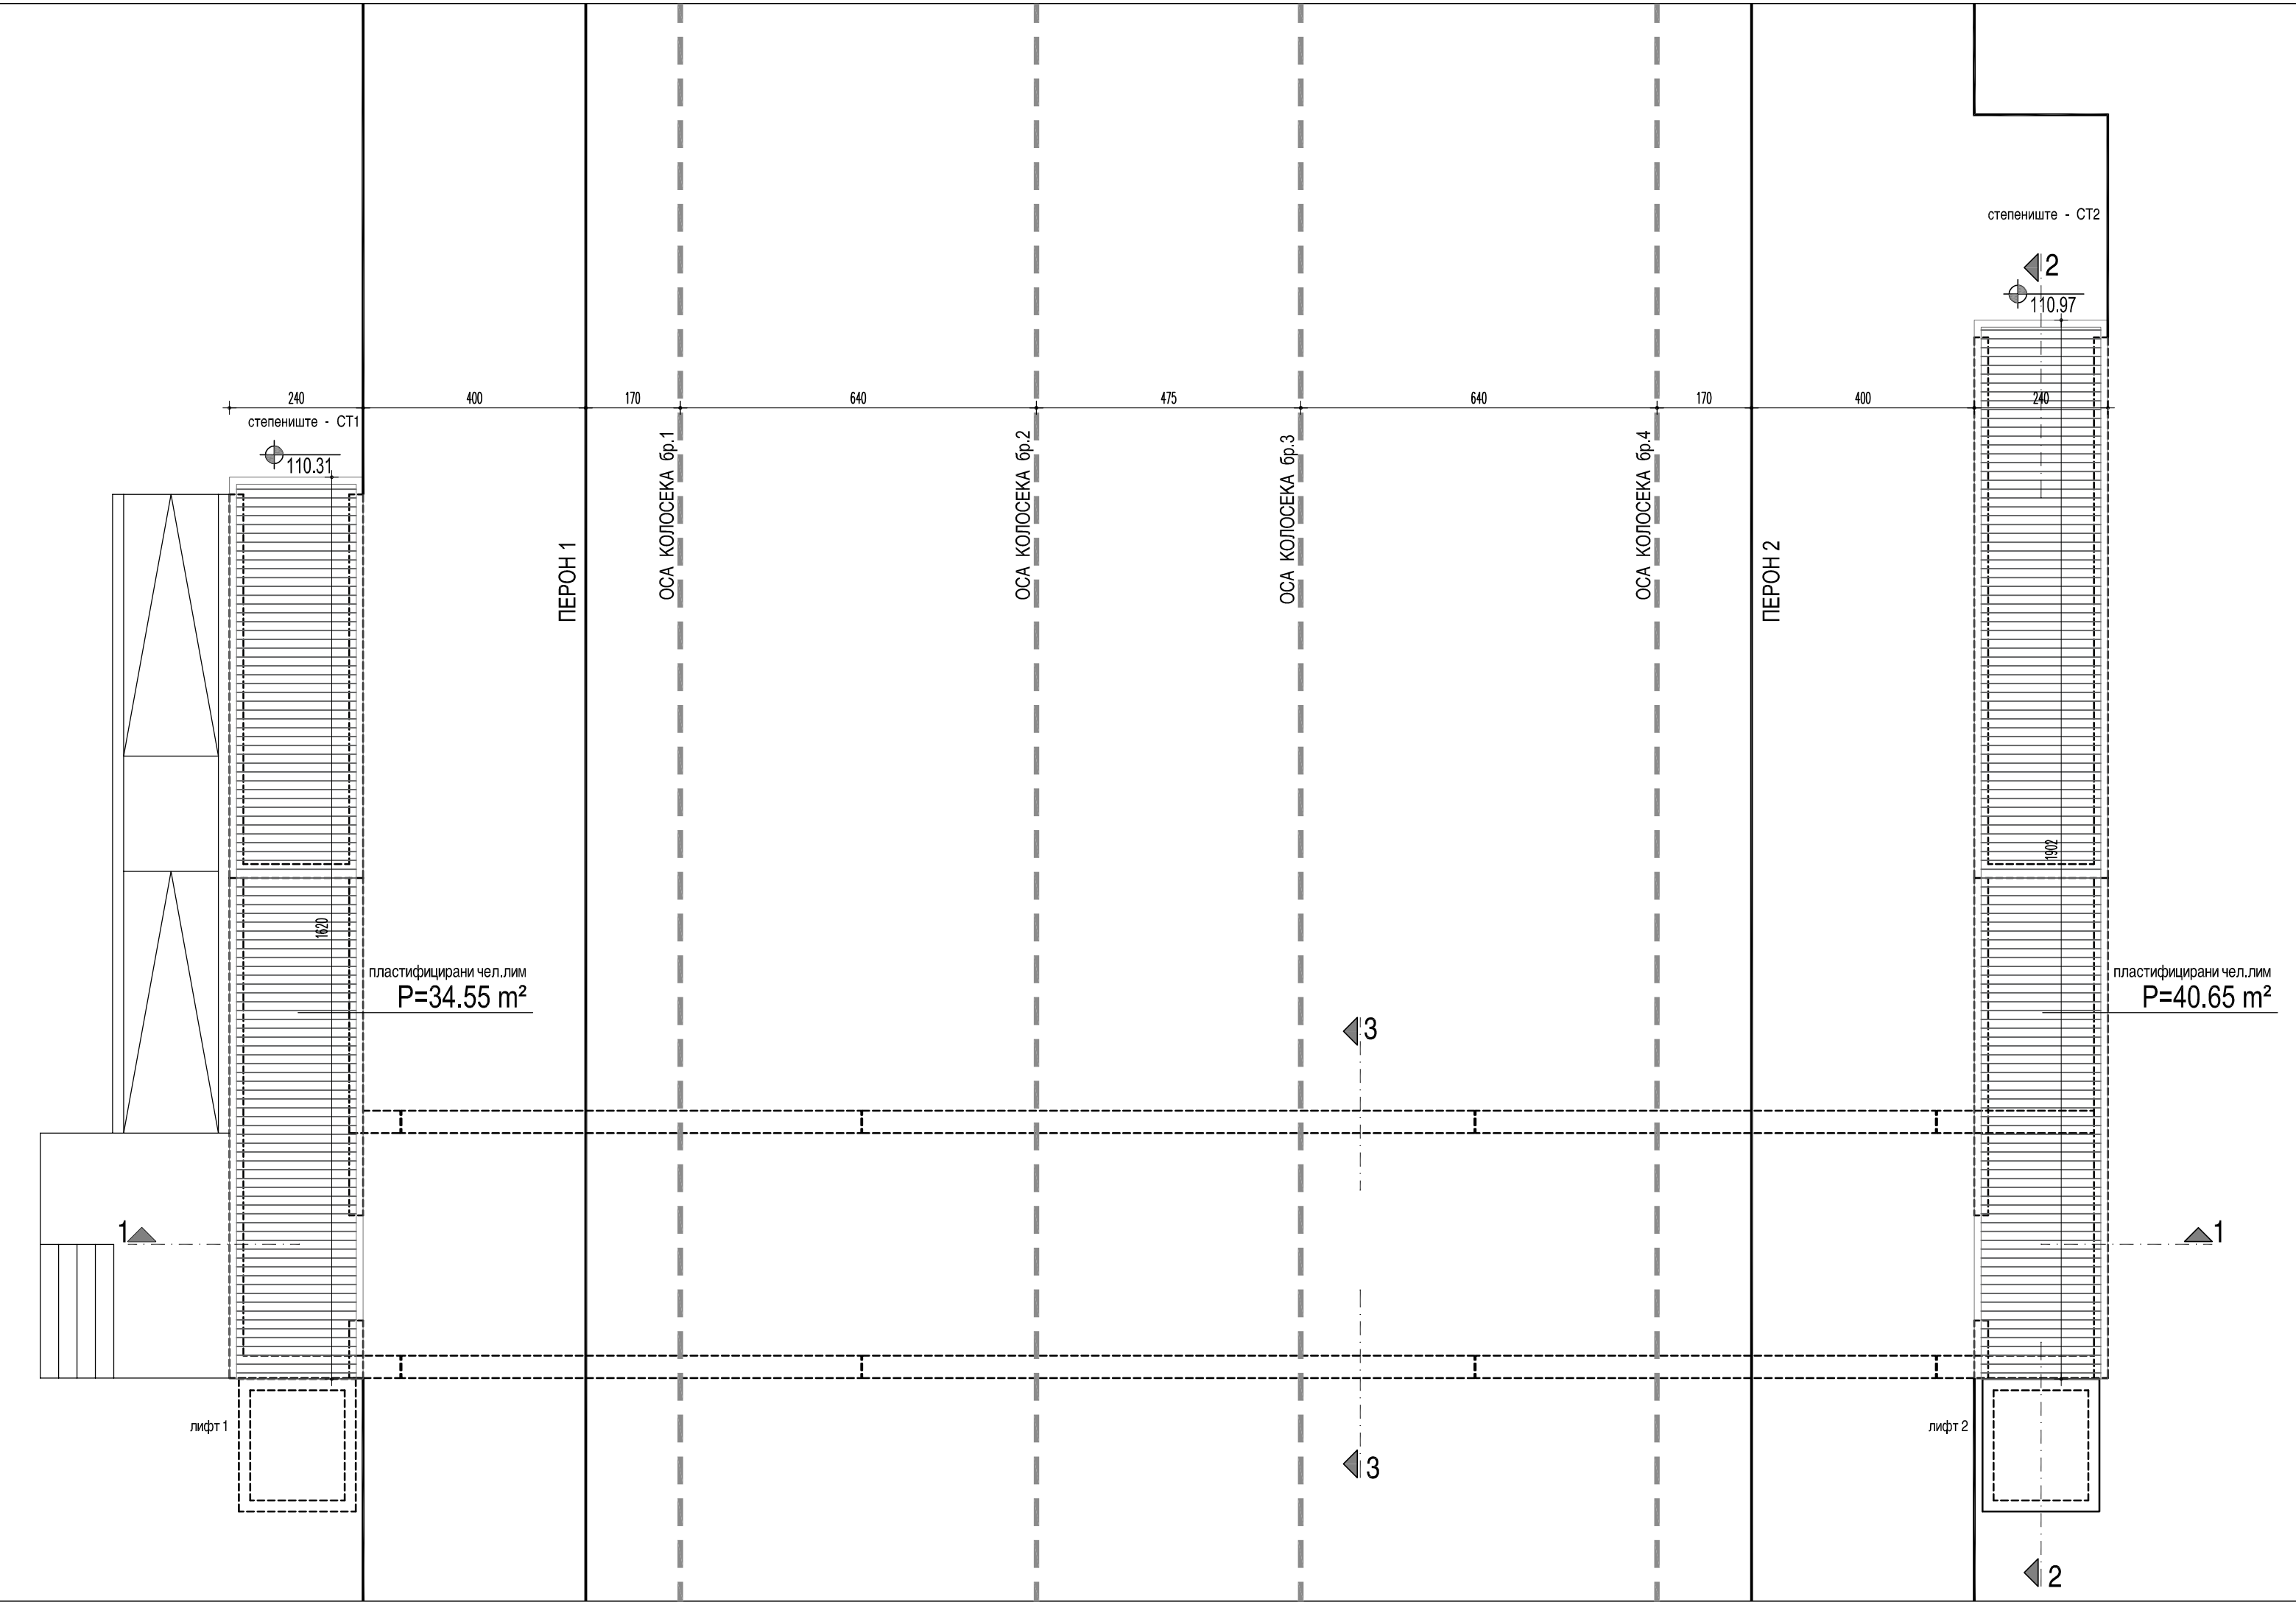 степениште - СТ2
2
110.97
240 400 170 640 475 640 170 400 240
степениште - СТ1
110.31
ОСА КОЛОСЕКА бр.1
ОСА КОЛОСЕКА бр.2
ОСА КОЛОСЕКА бр.3
ОСА КОЛОСЕКА бр.4
ПЕРОН 1
ПЕРОН 2
1902
1620
пластифицирани чел.лим
P=34.55 m²
пластифицирани чел.лим
P=40.65 m²
3
1
1
лифт 1
лифт 2
3
2